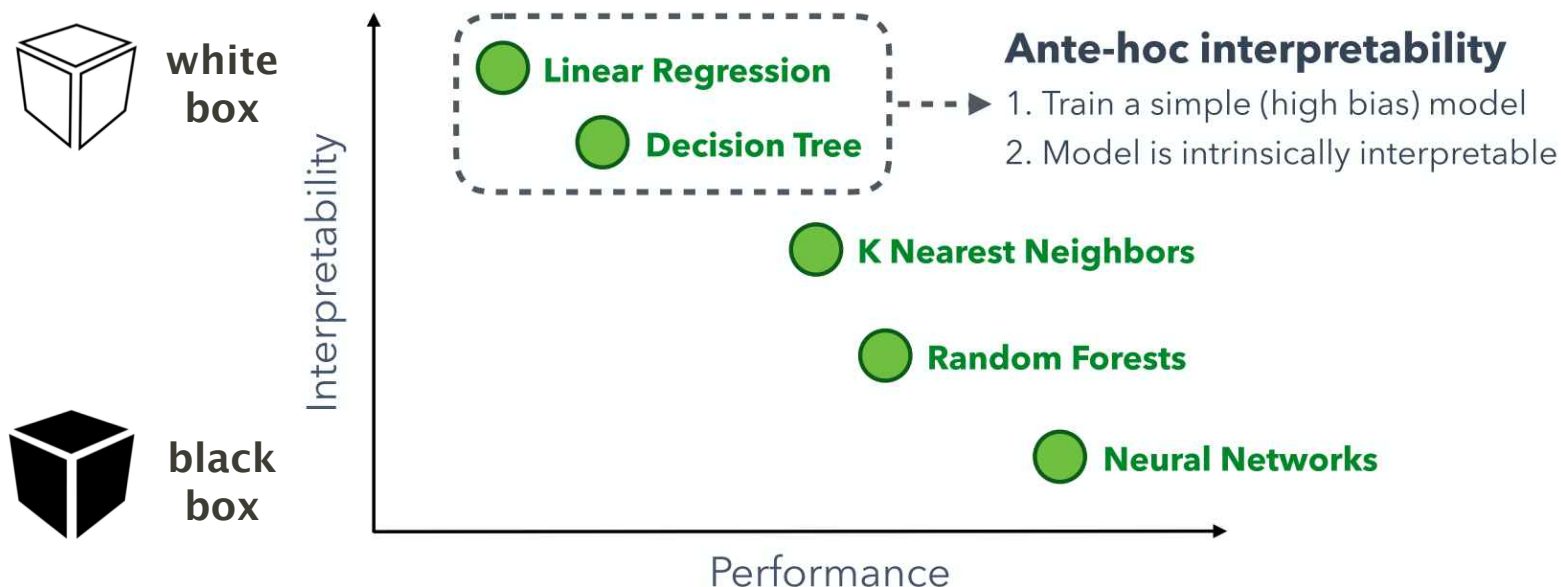 white
box
Linear Regression
Decision Tree
Ante-hoc interpretability
1. Train a simple (high bias) model
2. Model is intrinsically interpretable
Interpretability
K Nearest Neighbors
Random Forests
black
box
Neural Networks
Performance